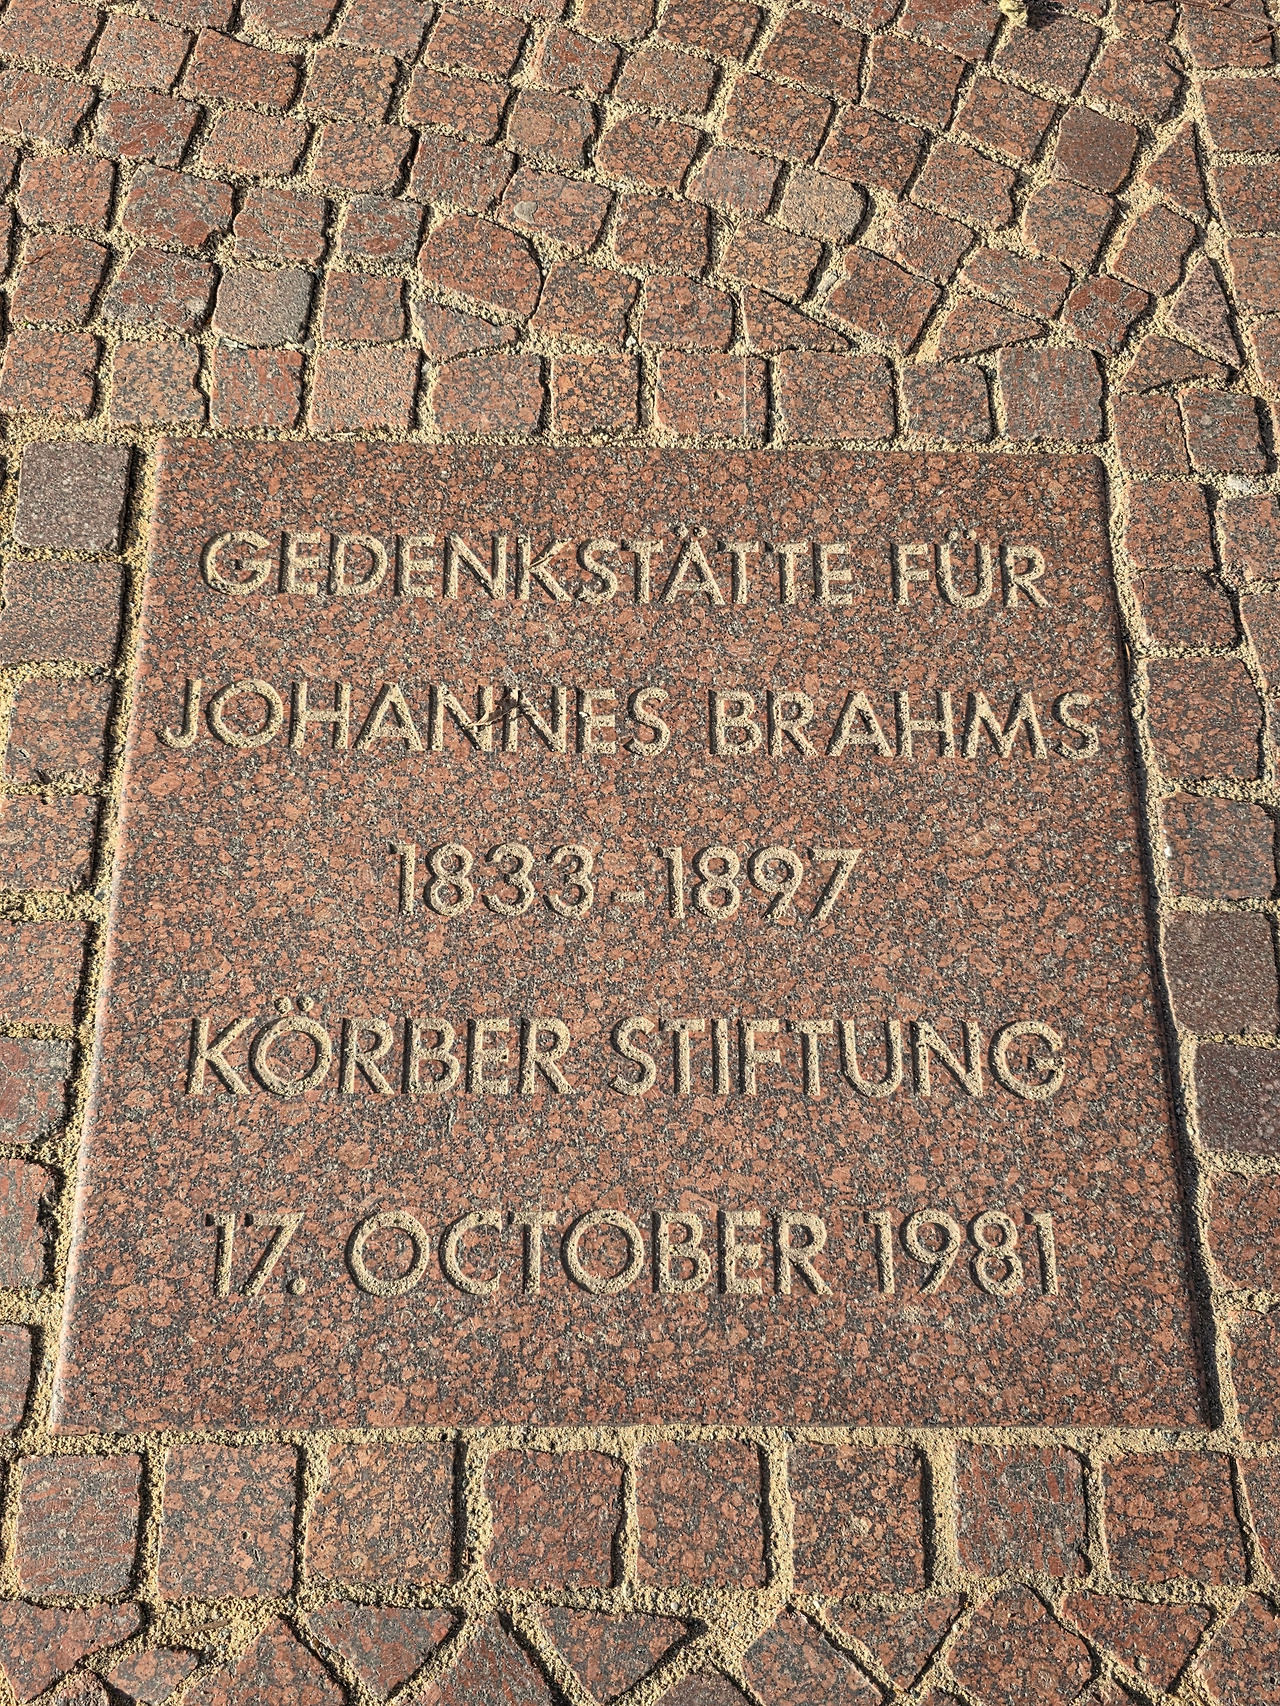 GEDENKSTÄTTE FÜR
JOHANNES BRAHMS
1833-1897
KÖRBER STIFTUNG
17. OCTOBER 1981